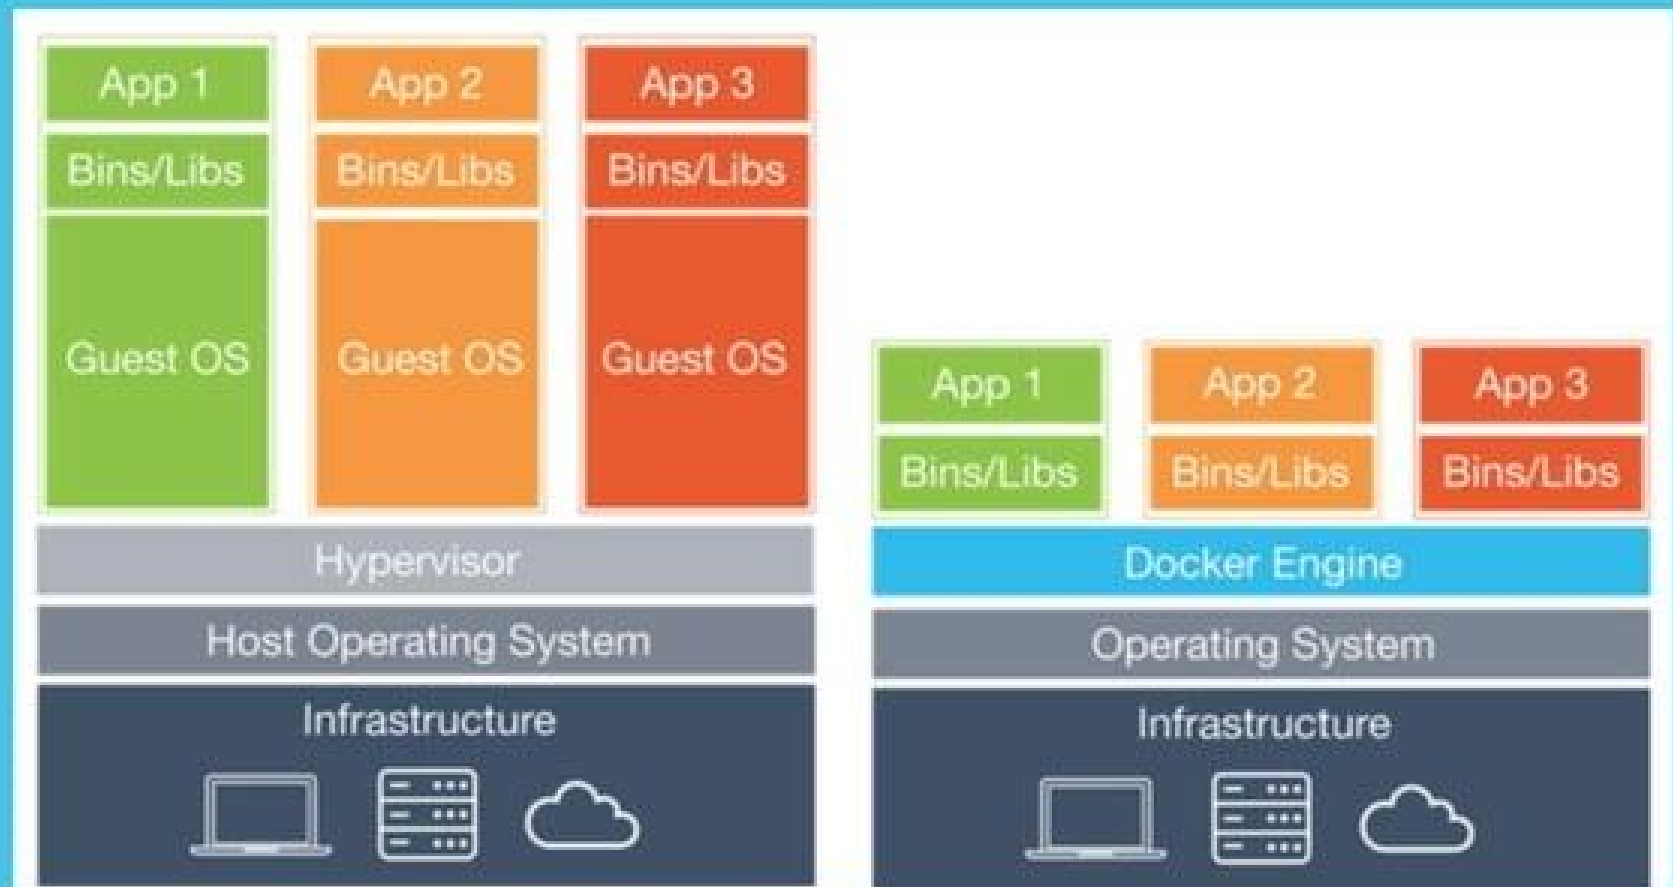 App 1
App 2
App 3
Bins/Libs
Bins/Libs
Bins/Libs
Guest OS
Guest OS
Guest OS
Hypervisor
Host Operating System
Infrastructure
App 1
App 2
App 3
Bins/Libs
Bins/Libs
Bins/Libs
Docker Engine
Operating System
Infrastructure